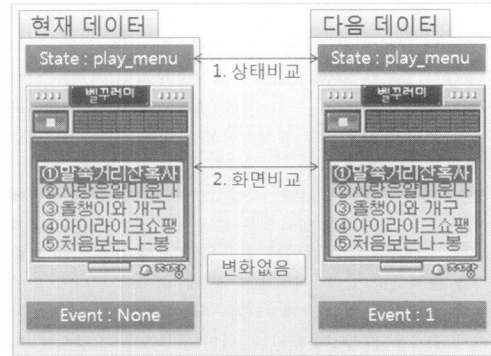 현재 데이터
다음 데이터
State : play_menu
State : play_menu
1. 상태비교
벨꾸러미
벨꾸러미
2. 화면비교
①말쭉거리잔혹사
②사랑은얄미운나
③올챙이와 개구
④아이라이크쇼팽
⑤처음보는나-봉
①말쭉거리잔혹사
②사랑은얄미운나
③올챙이와 개구
④아이라이크쇼팽
⑤처음보는나-봉
변화없음
Event : None
Event : 1